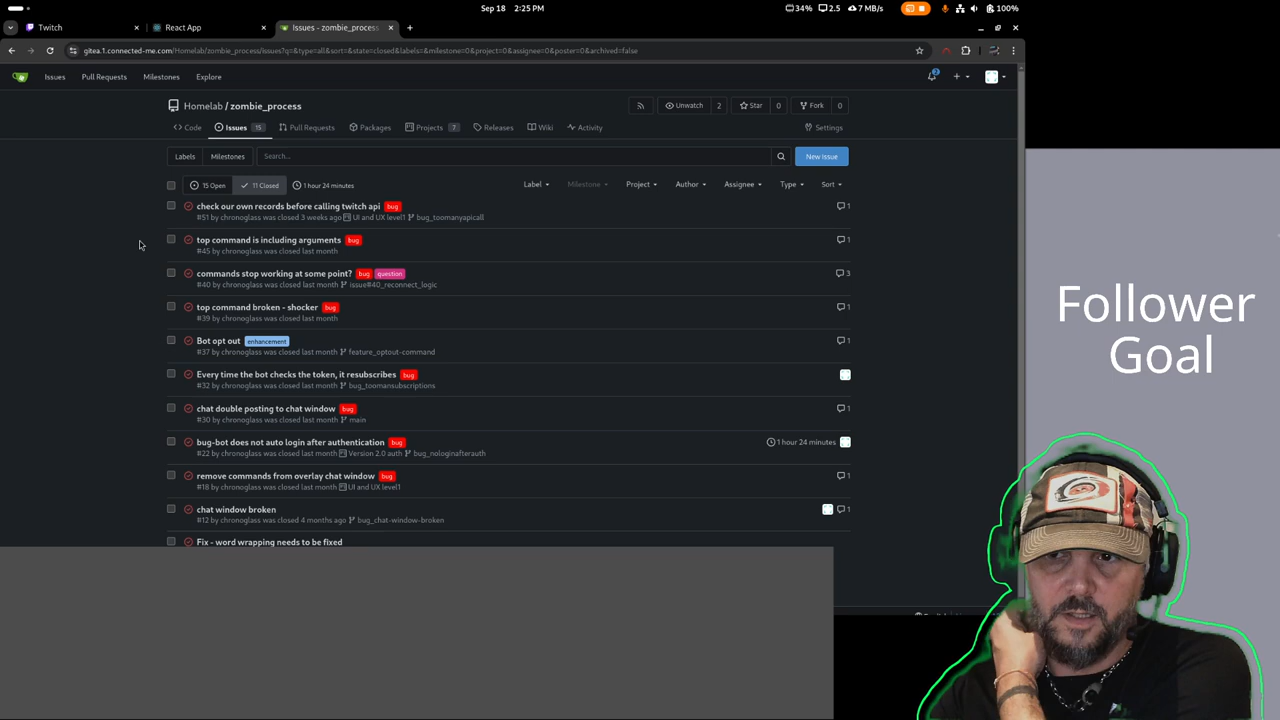 Sep 18 2:25 PM
34% 2.5 7 MB/s 100%
Twitch
React App
Issues - zombie_process
gitea.1.connected-me.com/Homelab/zombie_process/issues?q=&type=all&sort=&state=closed&labels=&milestone=0&project=0&assignee=0&poster=0&archived=false
Issues Pull Requests Milestones Explore
Homelab / zombie_process
Unwatch 2 Star 0 Fork 0
Code Issues 15 Pull Requests Packages Projects 7 Releases Wiki Activity Settings
Labels Milestones Search... New Issue
15 Open 11 Closed 1 hour 24 minutes Label Milestone Project Author Assignee Type Sort
check our own records before calling twitch api bug 1
#51 by chronoglass was closed 3 weeks ago UI and UX level1 bug_toomanyapicall
top command is including arguments bug 1
#45 by chronoglass was closed last month
commands stop working at some point? bug question 3
#40 by chronoglass was closed last month issue#40_reconnect_logic
top command broken - shocker bug 1
#39 by chronoglass was closed last month
Bot opt out enhancement 1
#37 by chronoglass was closed last month feature_optout-command
Every time the bot checks the token, it resubscribes bug
#32 by chronoglass was closed last month bug_toomansubscriptions
chat double posting to chat window bug 1
#30 by chronoglass was closed last month main
bug-bot does not auto login after authentication bug 1 hour 24 minutes
#22 by chronoglass was closed last month Version 2.0 auth bug_nologinafterauth
remove commands from overlay chat window bug 1
#18 by chronoglass was closed last month UI and UX level1
chat window broken 1
#12 by chronoglass was closed 4 months ago bug_chat-window-broken
Fix - word wrapping needs to be fixed
Follower
Goal